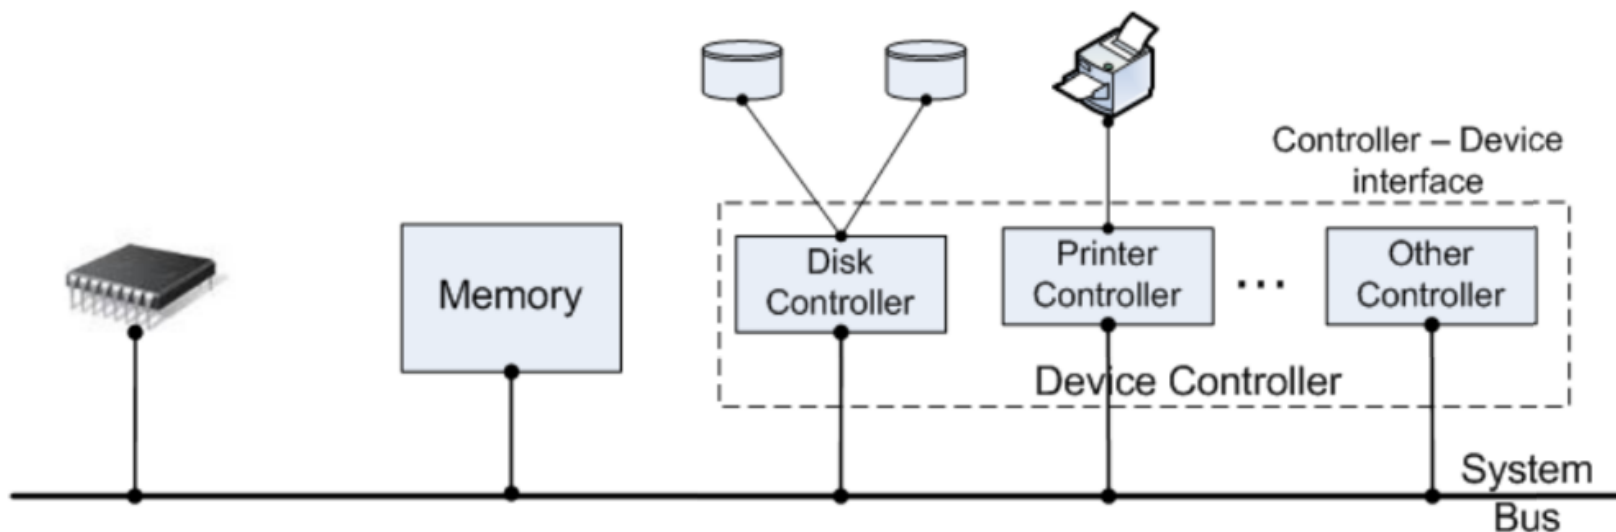 Controller – Device
interface
Memory
Disk
Controller
Printer
Controller
...
Other
Controller
Device Controller
System
Bus